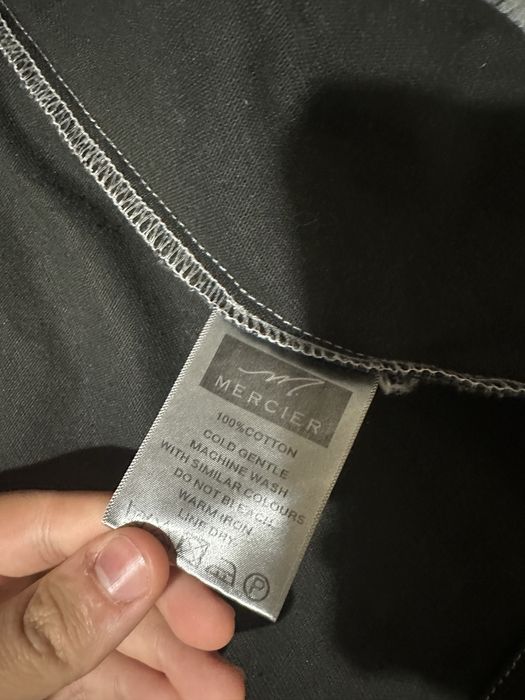 M.
MERCIER
100%COTTON
COLD GENTLE
MACHINE WASH
WITH SIMILAR COLOURS
DO NOT BLEACH
WARM IRON
LINE DRY
P